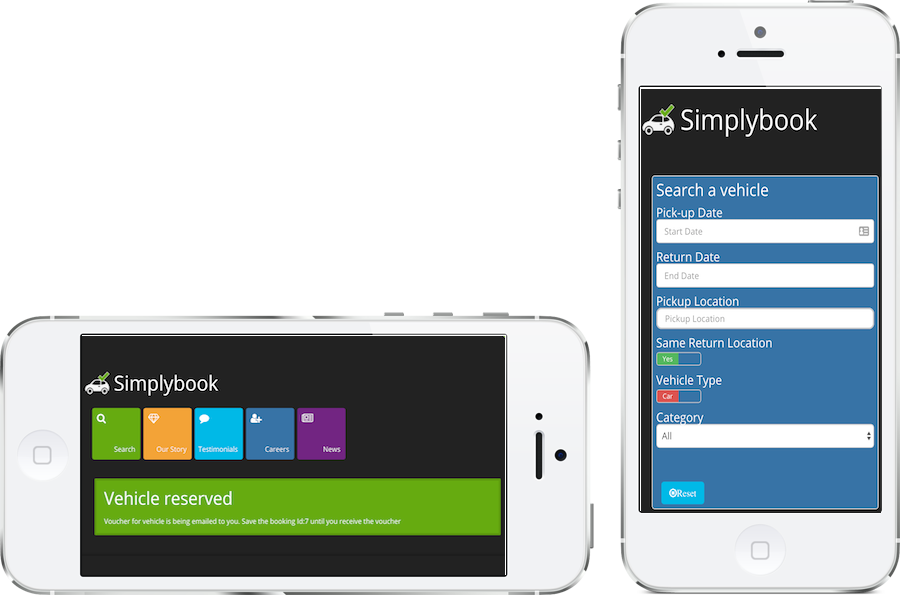 Simplybook
Search a vehicle
Pick-up Date
Start Date
Return Date
End Date
Pickup Location
Pickup Location
Same Return Location
Yes
Vehicle Type
Car
Category
All
Reset
Simplybook
Search
Our Story
Testimonials
Careers
News
Vehicle reserved
Voucher for vehicle is being emailed to you. Save the booking Id:7 until you receive the voucher